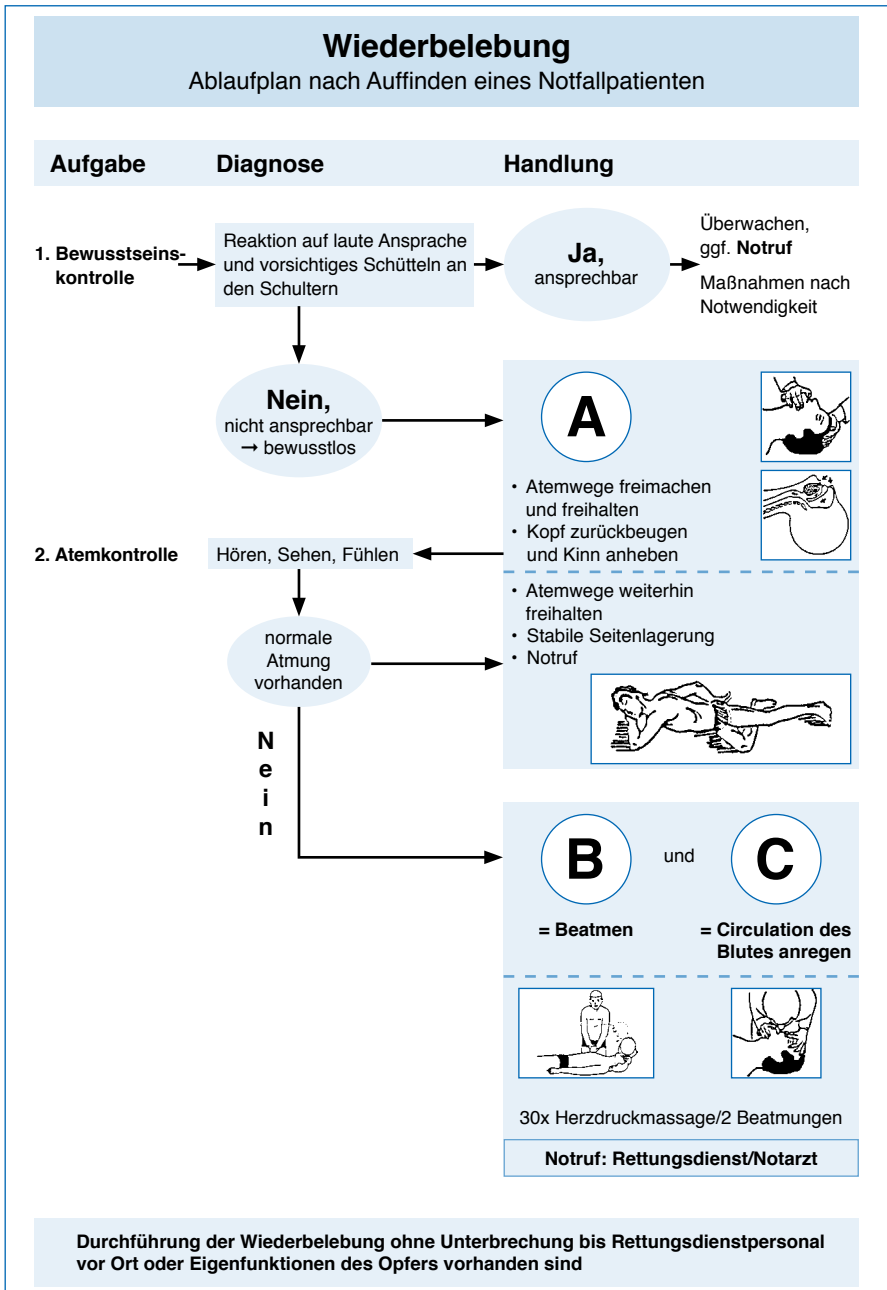 Wiederbelebung
Ablaufplan nach Auffinden eines Notfallpatienten
Aufgabe Diagnose Handlung
1. Bewusstseins-
kontrolle
Reaktion auf laute Ansprache
und vorsichtiges Schütteln an
den Schultern
Ja,
ansprechbar
Überwachen,
ggf. Notruf
Maßnahmen nach
Notwendigkeit
Nein,
nicht ansprechbar
→ bewusstlos
A
• Atemwege freimachen
und freihalten
• Kopf zurückbeugen
und Kinn anheben
2. Atemkontrolle
Hören, Sehen, Fühlen
• Atemwege weiterhin
freihalten
• Stabile Seitenlagerung
• Notruf
normale
Atmung
vorhanden
N
e
i
n
B und C
= Beatmen
= Circulation des
Blutes anregen
30x Herzdruckmassage/2 Beatmungen
Notruf: Rettungsdienst/Notarzt
Durchführung der Wiederbelebung ohne Unterbrechung bis Rettungsdienstpersonal
vor Ort oder Eigenfunktionen des Opfers vorhanden sind